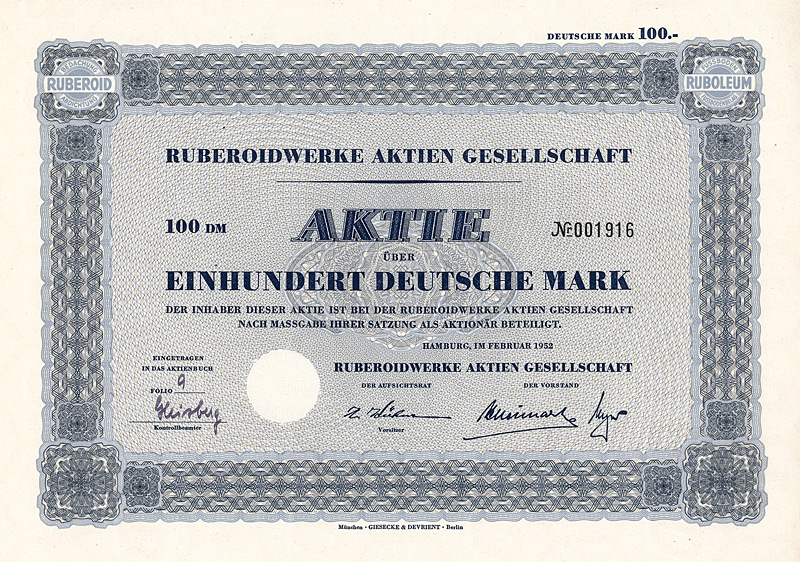 DEUTSCHE MARK 100.-
BEDACHUNG
RUBEROID
RUBOLEUM
RUBEROIDWERKE AKTIEN GESELLSCHAFT
100 DM
AKTIE
№001916
ÜBER
EINHUNDERT DEUTSCHE MARK
DER INHABER DIESER AKTIE IST BEI DER RUBEROIDWERKE AKTIEN GESELLSCHAFT
NACH MASSGABE IHRER SATZUNG ALS AKTIONÄR BETEILIGT.
HAMBURG, IM FEBRUAR 1952
EINGETRAGEN
IN DAS AKTIENBUCH
FOLIO 9
Kontrollbeamter
RUBEROIDWERKE AKTIEN GESELLSCHAFT
DER AUFSICHTSRAT
DER VORSTAND
Vorsitzer
München · GIESECKE & DEVRIENT · Berlin